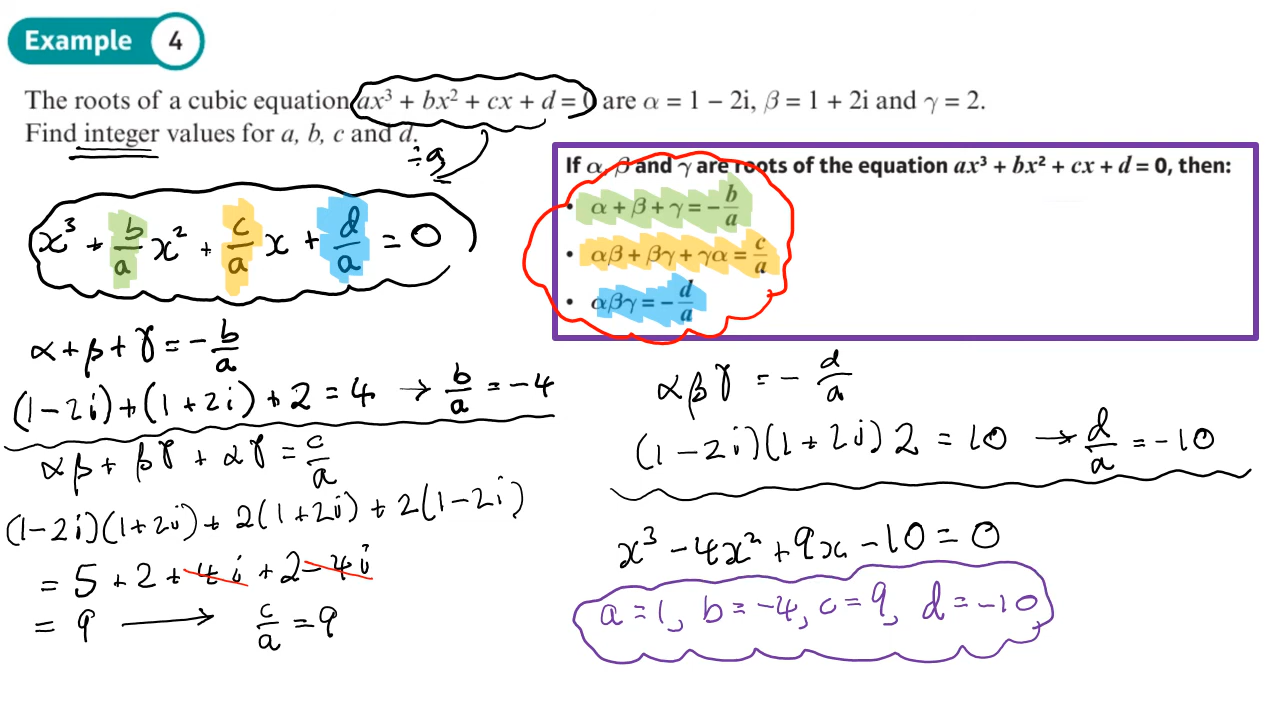 Example 4
The roots of a cubic equation ax³ + bx² + cx + d = 0 are α = 1 − 2i, β = 1 + 2i and γ = 2.
Find integer values for a, b, c and d.
÷a
x³ + b/a x² + c/a x + d/a = 0
If α, β and γ are roots of the equation ax³ + bx² + cx + d = 0, then:
• α + β + γ = −b/a
• αβ + βγ + γα = c/a
• αβγ = −d/a
α + β + γ = − b/a
(1 − 2i) + (1 + 2i) + 2 = 4 → b/a = −4
αβ + βγ + αγ = c/a
(1−2i)(1+2i) + 2(1+2i) + 2(1−2i)
= 5 + 2 + 4i + 2 − 4i
= 9 → c/a = 9
αβγ = − d/a
(1 − 2i)(1 + 2i) 2 = 10 → d/a = −10
x³ − 4x² + 9x − 10 = 0
a = 1, b = −4, c = 9, d = −10